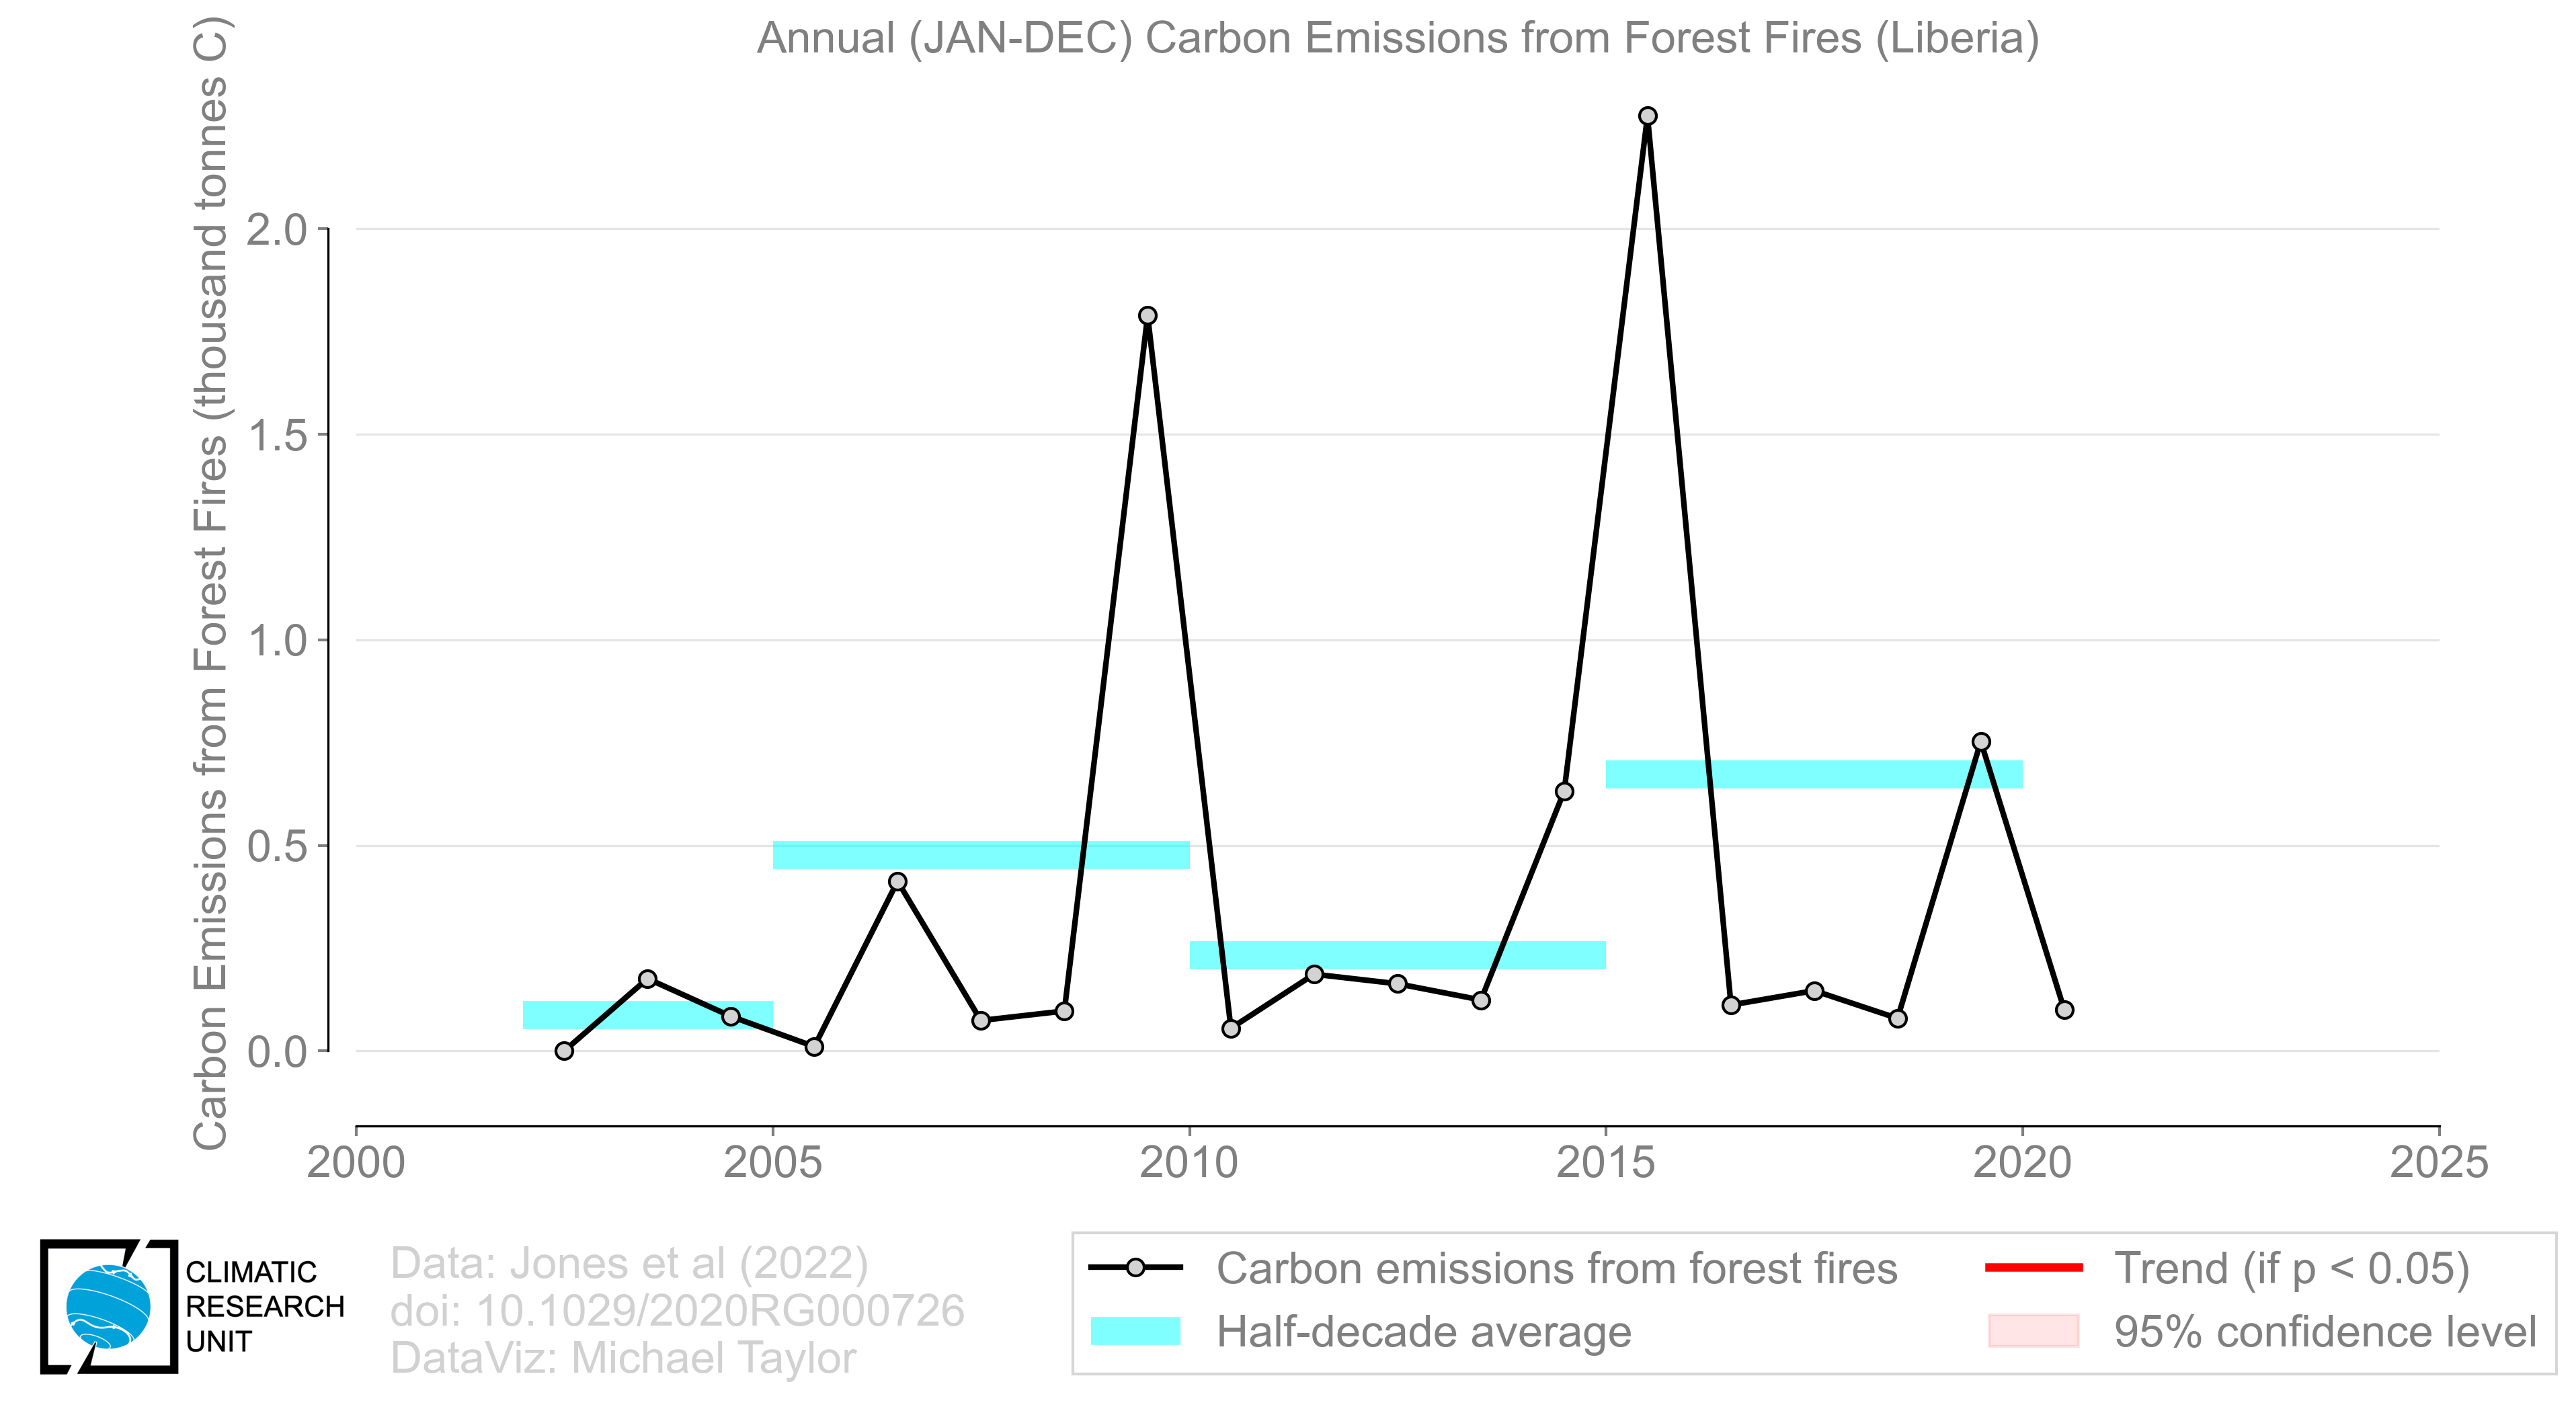 Annual (JAN-DEC) Carbon Emissions from Forest Fires (Liberia)
Carbon Emissions from Forest Fires (thousand tonnes C)
2.0
1.5
1.0
0.5
0.0
2000 2005 2010 2015 2020 2025
CLIMATIC
RESEARCH
UNIT
Data: Jones et al (2022)
doi: 10.1029/2020RG000726
DataViz: Michael Taylor
Carbon emissions from forest fires
Half-decade average
Trend (if p < 0.05)
95% confidence level